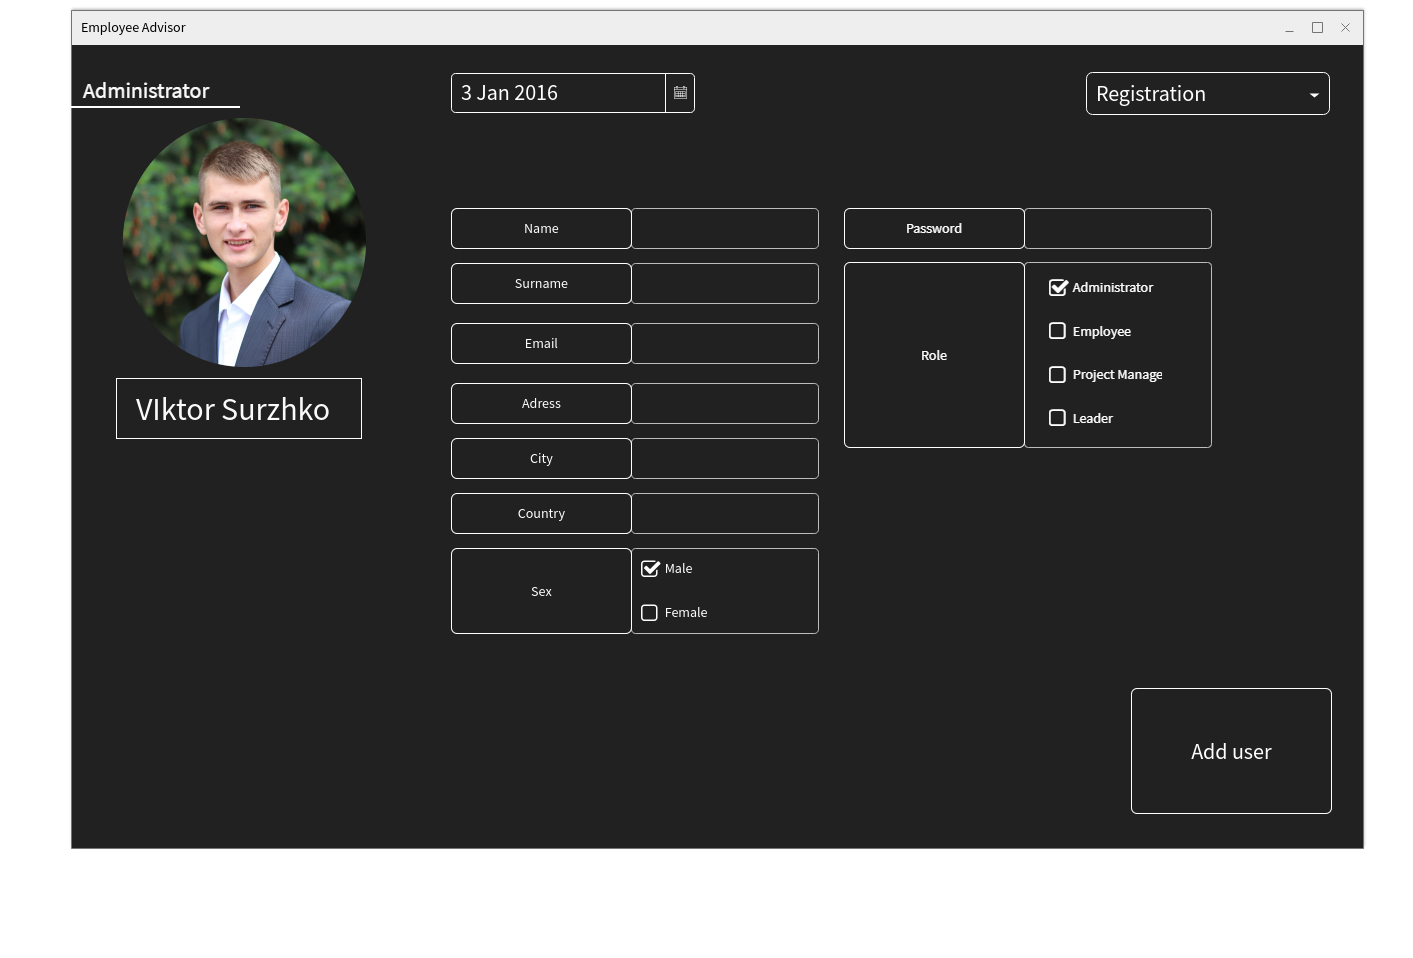 Employee Advisor
Administrator
3 Jan 2016
Registration
VIktor Surzhko
Name
Surname
Email
Adress
City
Country
Sex
Male
Female
Password
Role
Administrator
Employee
Project Manage
Leader
Add user